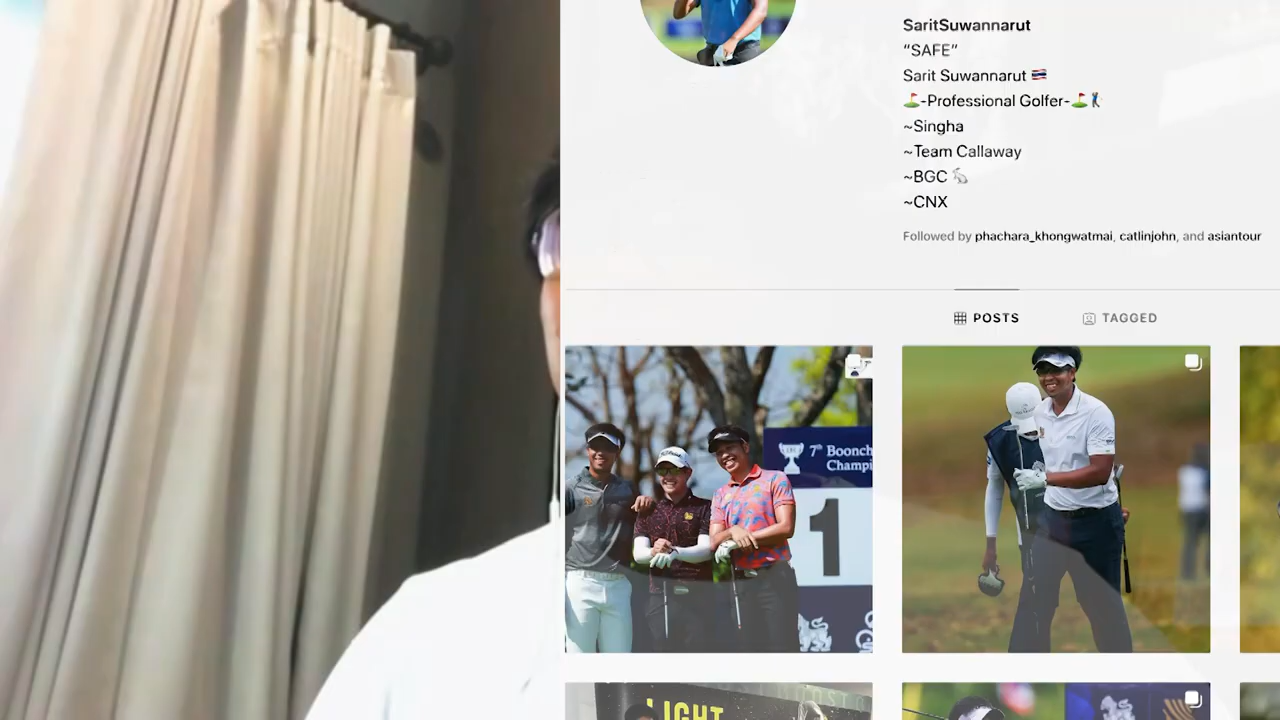 SaritSuwannarut
“SAFE”
Sarit Suwannarut 🇹🇭
⛳-Professional Golfer-⛳🏌
~Singha
~Team Callaway
~BGC 🐇
~CNX
Followed by phachara_khongwatmai, catlinjohn, and asiantour
POSTS
TAGGED
7th Boonch
Champi
1
LIGHT